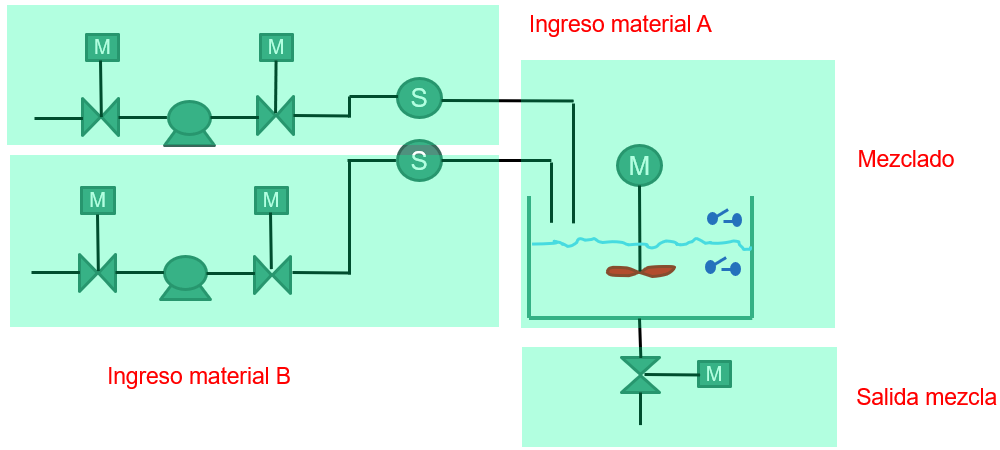 Ingreso material A
M
M
S
Mezclado
S
M
M
M
Ingreso material B
M
Salida mezcla